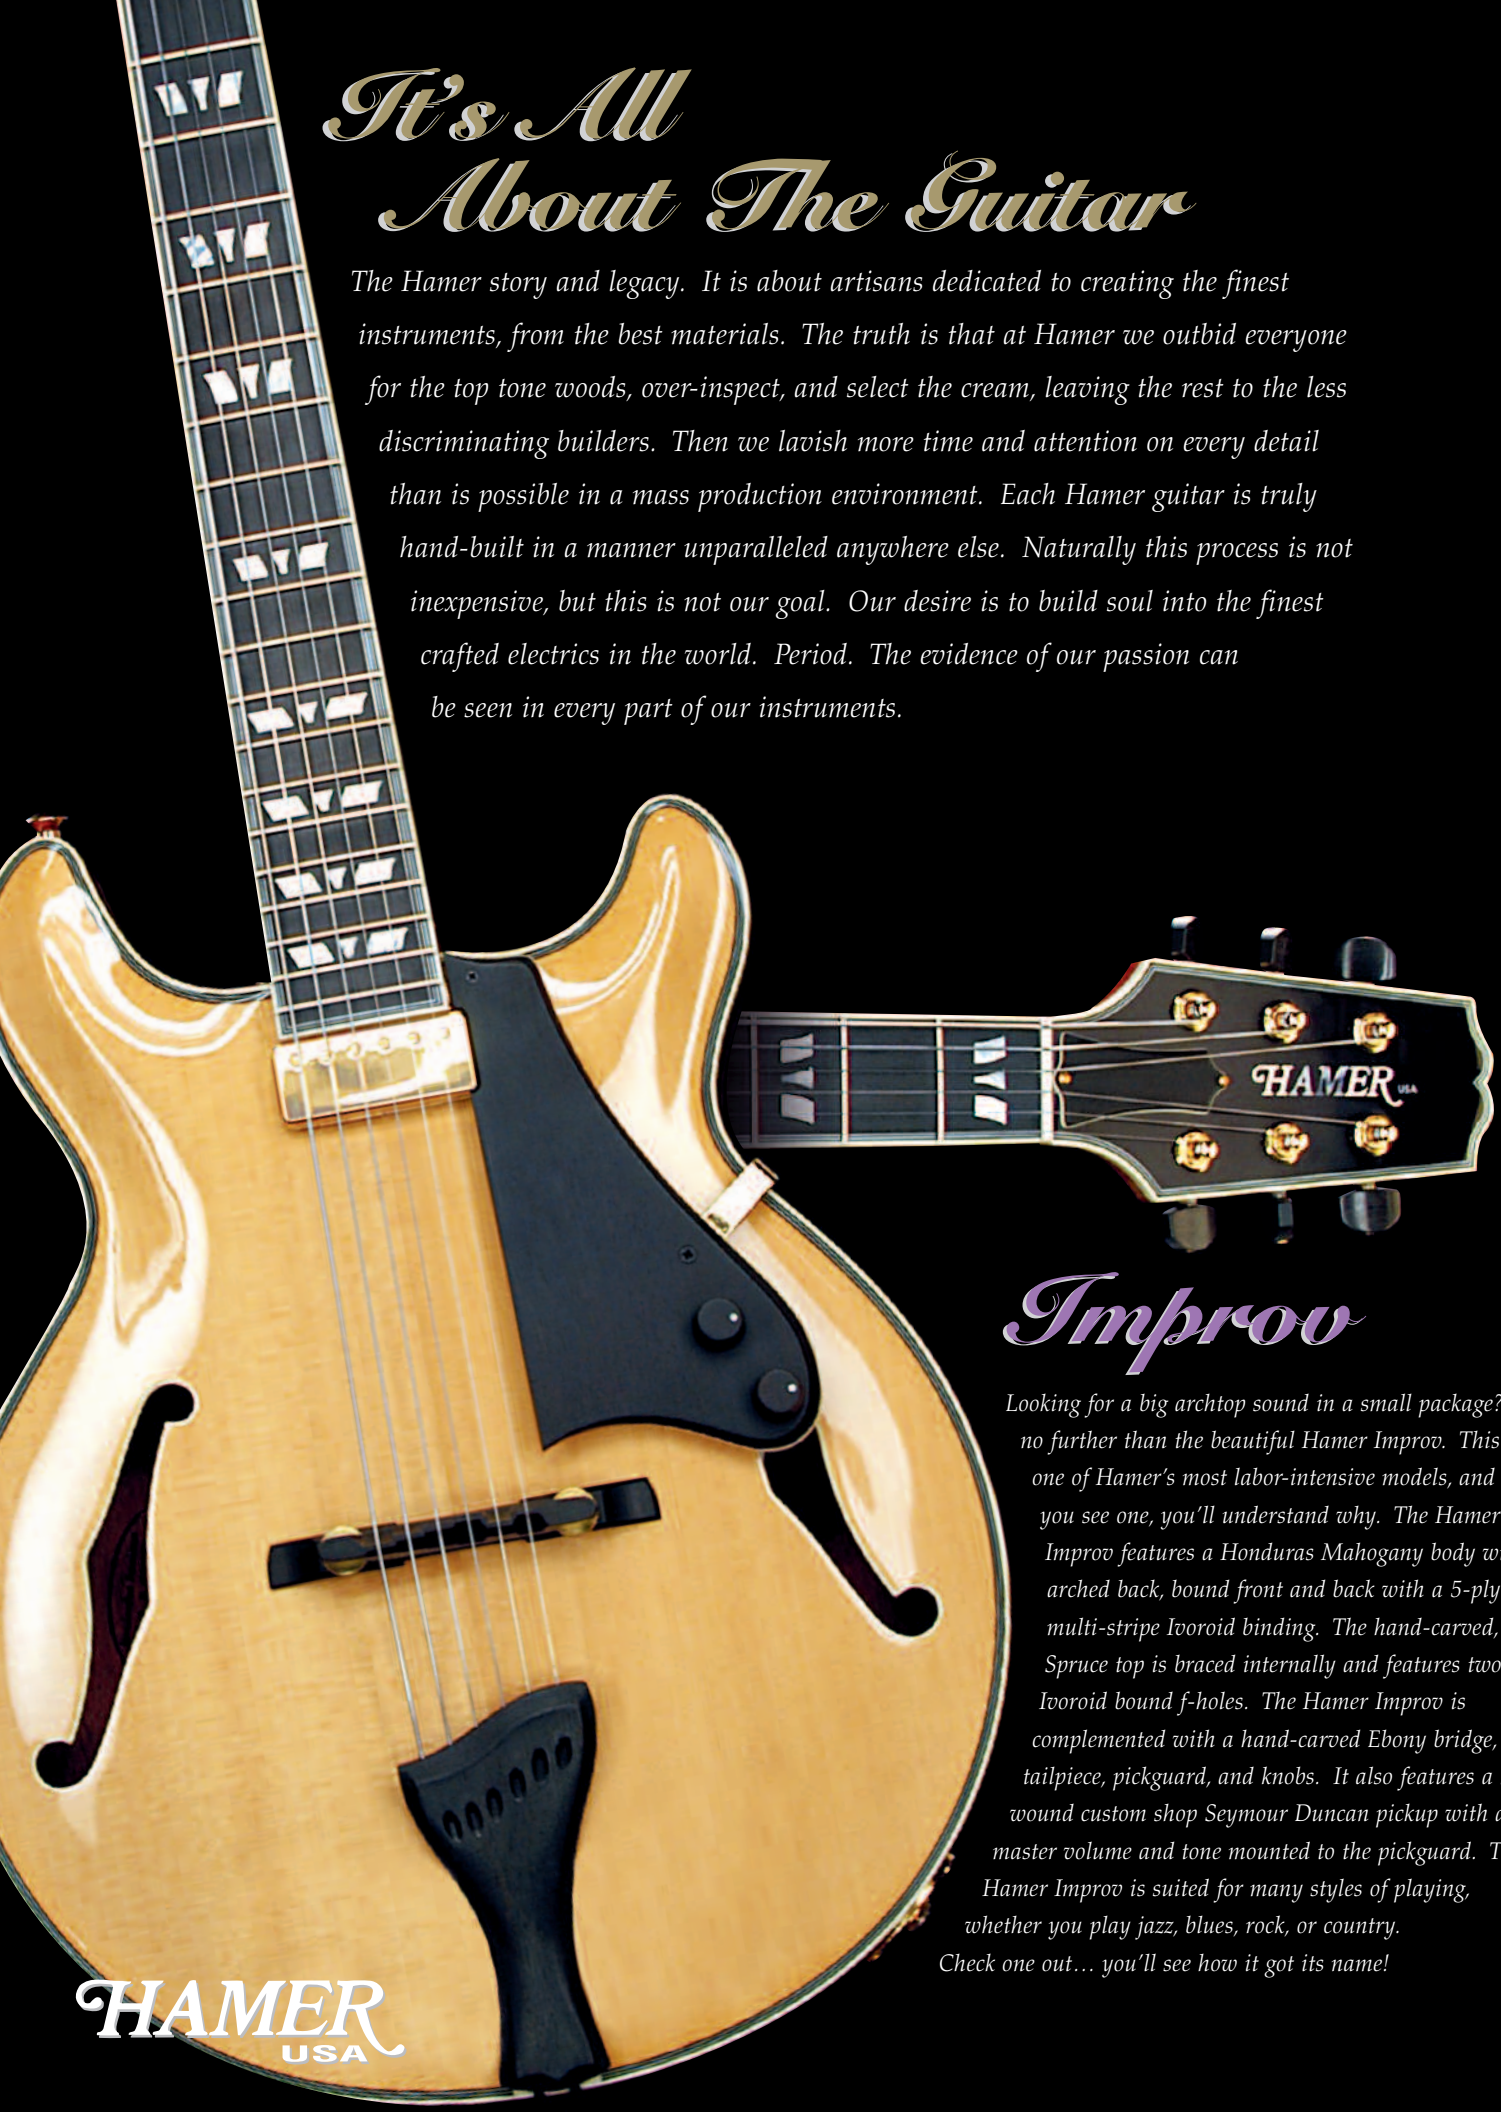 It's All
About The Guitar
The Hamer story and legacy.  It is about artisans dedicated to creating the finest
instruments, from the best materials.  The truth is that at Hamer we outbid everyone
for the top tone woods, over-inspect, and select the cream, leaving the rest to the less
discriminating builders.  Then we lavish more time and attention on every detail
than is possible in a mass production environment.  Each Hamer guitar is truly
hand-built in a manner unparalleled anywhere else.  Naturally this process is not
inexpensive, but this is not our goal.  Our desire is to build soul into the finest
crafted electrics in the world.  Period.  The evidence of our passion can
be seen in every part of our instruments.
HAMER USA
Improv
Looking for a big archtop sound in a small package?
no further than the beautiful Hamer Improv.  This
one of Hamer’s most labor-intensive models, and
you see one, you’ll understand why.  The Hamer
Improv features a Honduras Mahogany body
arched back, bound front and back with a 5-ply
multi-stripe Ivoroid binding.  The hand-carved,
Spruce top is braced internally and features two
Ivoroid bound f-holes.  The Hamer Improv is
complemented with a hand-carved Ebony bridge,
tailpiece, pickguard, and knobs.  It also features a
wound custom shop Seymour Duncan pickup with
master volume and tone mounted to the pickguard.
Hamer Improv is suited for many styles of playing,
whether you play jazz, blues, rock, or country.
Check one out… you’ll see how it got its name!
HAMER
USA